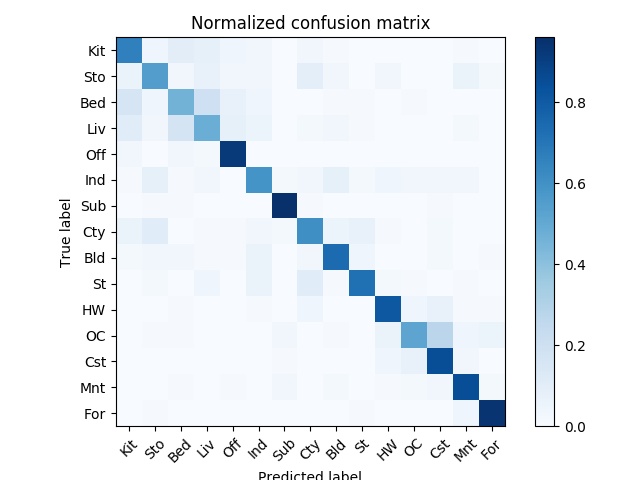 Normalized confusion matrix
Kit
Sto
Bed
Liv
Off
Ind
Sub
Cty
Bld
St
HW
OC
Cst
Mnt
For
True label
Kit Sto Bed Liv Off Ind Sub Cty Bld St HW OC Cst Mnt For
Predicted label
0.8
0.6
0.4
0.2
0.0